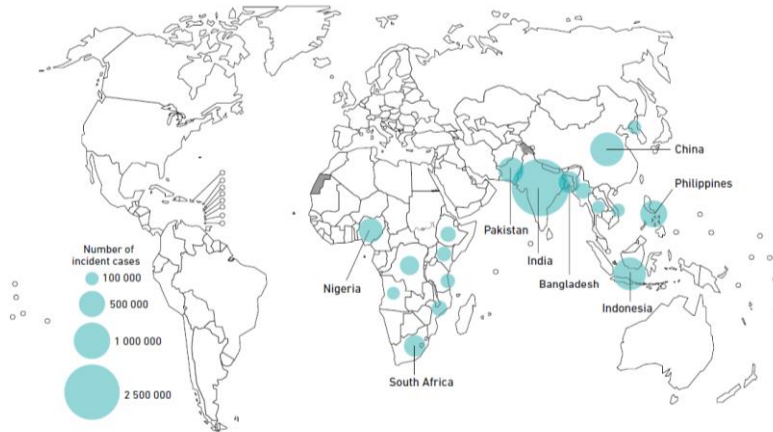 China
Philippines
Pakistan
India
Nigeria
Bangladesh
Indonesia
South Africa
Number of
incident cases
100 000
500 000
1 000 000
2 500 000